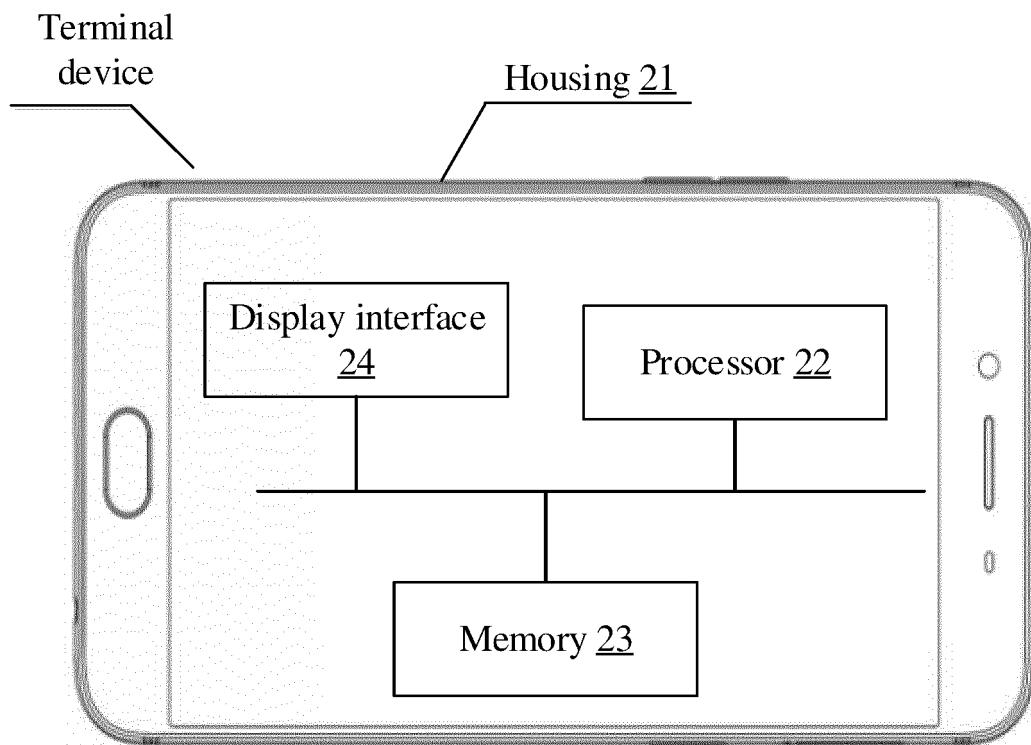 Terminal
device
Housing 21
Display interface
24
Processor 22
Memory 23